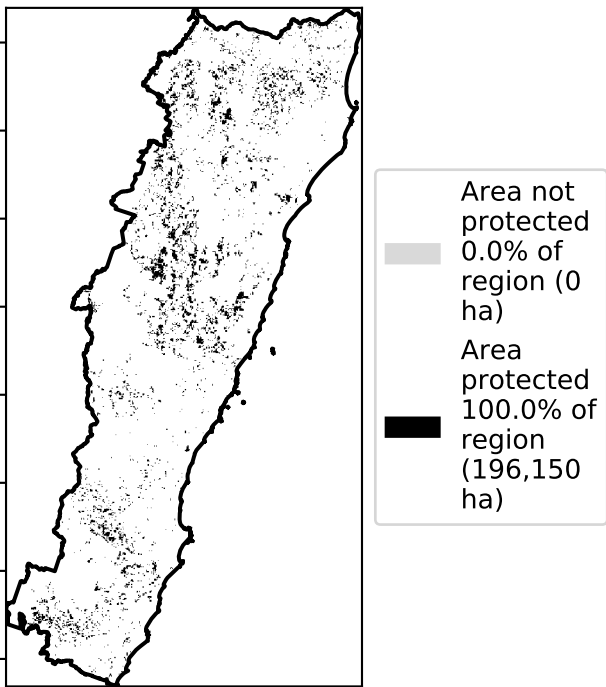 Area not
protected
0.0% of
region (0
ha)
Area
protected
100.0% of
region
(196,150
ha)